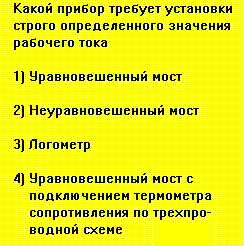 Какой прибор требует установки
строго определенного значения
рабочего тока
1) Уравновешенный мост
2) Неуравновешенный мост
3) Логометр
4) Уравновешенный мост с
подключением термометра
сопротивления по трехпро-
водной схеме